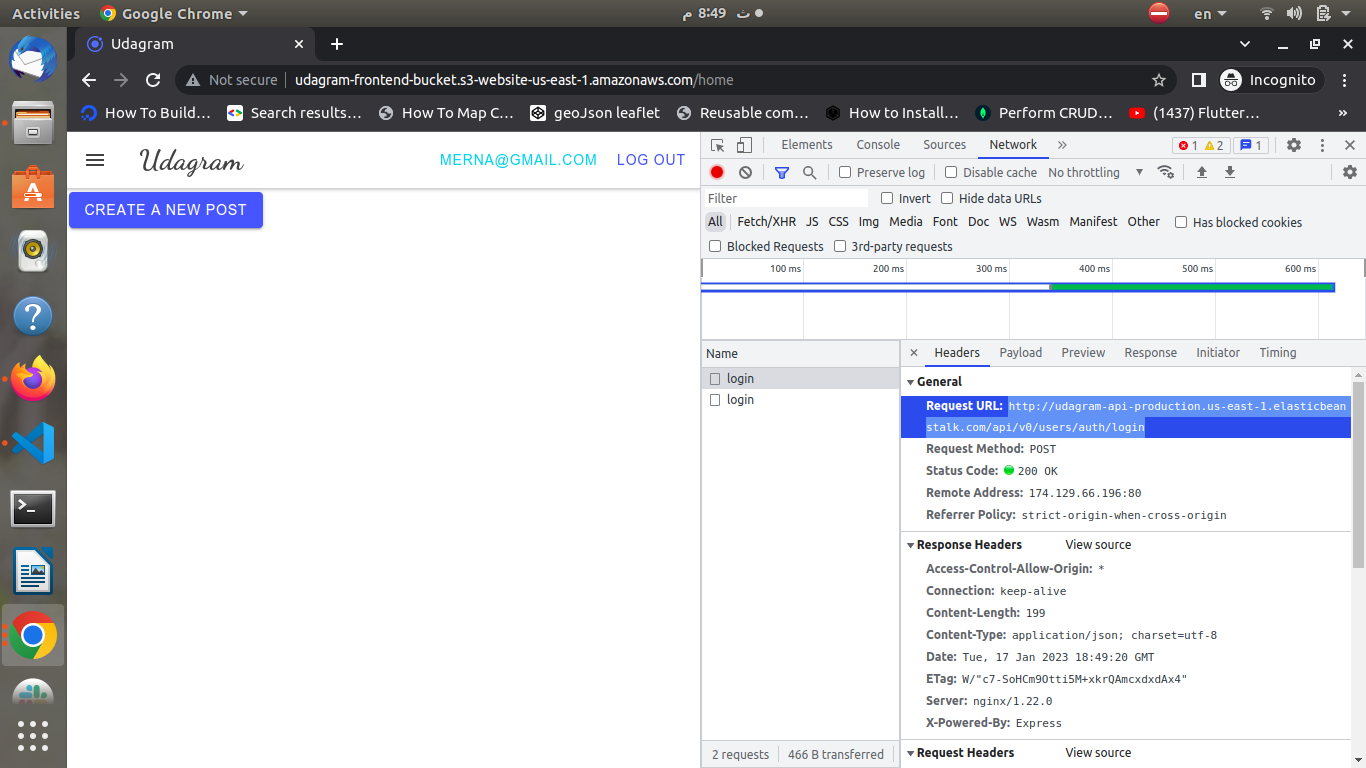 Activities
Google Chrome
8:49 م ث
en
Udagram
Not secure
udagram-frontend-bucket.s3-website-us-east-1.amazonaws.com/home
Incognito
How To Build…
Search results…
How To Map C…
geoJson leaflet
Reusable com…
How to Install…
Perform CRUD…
(1437) Flutter…
»
Udagram
MERNA@GMAIL.COM
LOG OUT
CREATE A NEW POST
Elements
Console
Sources
Network
»
1
2
1
Preserve log
Disable cache
No throttling
Filter
Invert
Hide data URLs
All
Fetch/XHR
JS
CSS
Img
Media
Font
Doc
WS
Wasm
Manifest
Other
Has blocked cookies
Blocked Requests
3rd-party requests
100 ms
200 ms
300 ms
400 ms
500 ms
600 ms
Name
login
login
2 requests
466 B transferred
Headers
Payload
Preview
Response
Initiator
Timing
General
Request URL: http://udagram-api-production.us-east-1.elasticbean
stalk.com/api/v0/users/auth/login
Request Method: POST
Status Code: 200 OK
Remote Address: 174.129.66.196:80
Referrer Policy: strict-origin-when-cross-origin
Response Headers
View source
Access-Control-Allow-Origin: *
Connection: keep-alive
Content-Length: 199
Content-Type: application/json; charset=utf-8
Date: Tue, 17 Jan 2023 18:49:20 GMT
ETag: W/"c7-SoHCm9Otti5M+xkrQAmcxdxdAx4"
Server: nginx/1.22.0
X-Powered-By: Express
Request Headers
View source